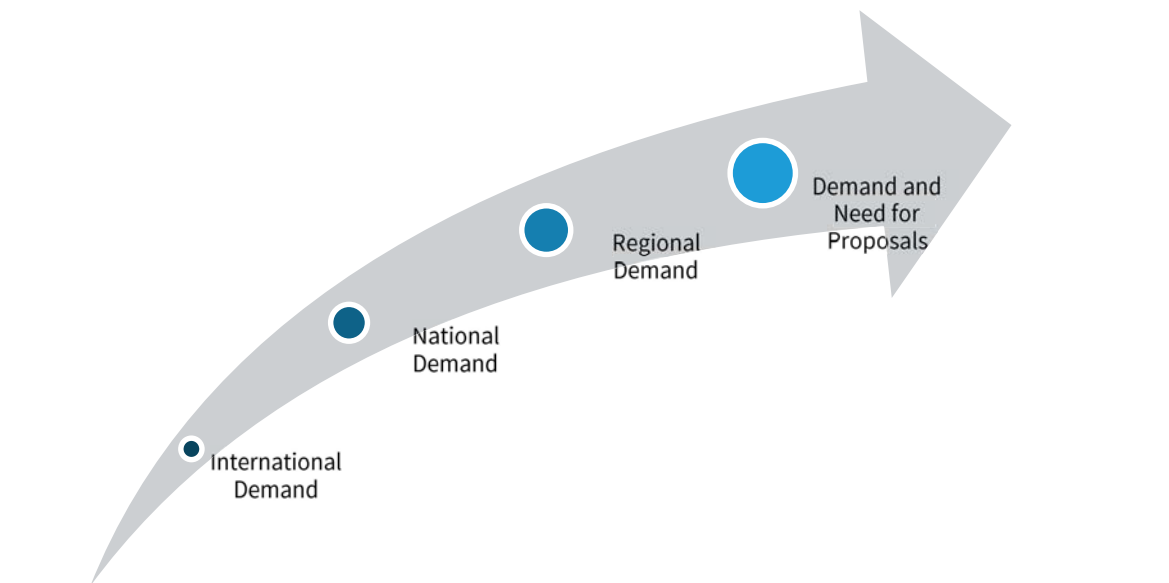 Demand and
Need for
Proposals
Regional
Demand
National
Demand
International
Demand